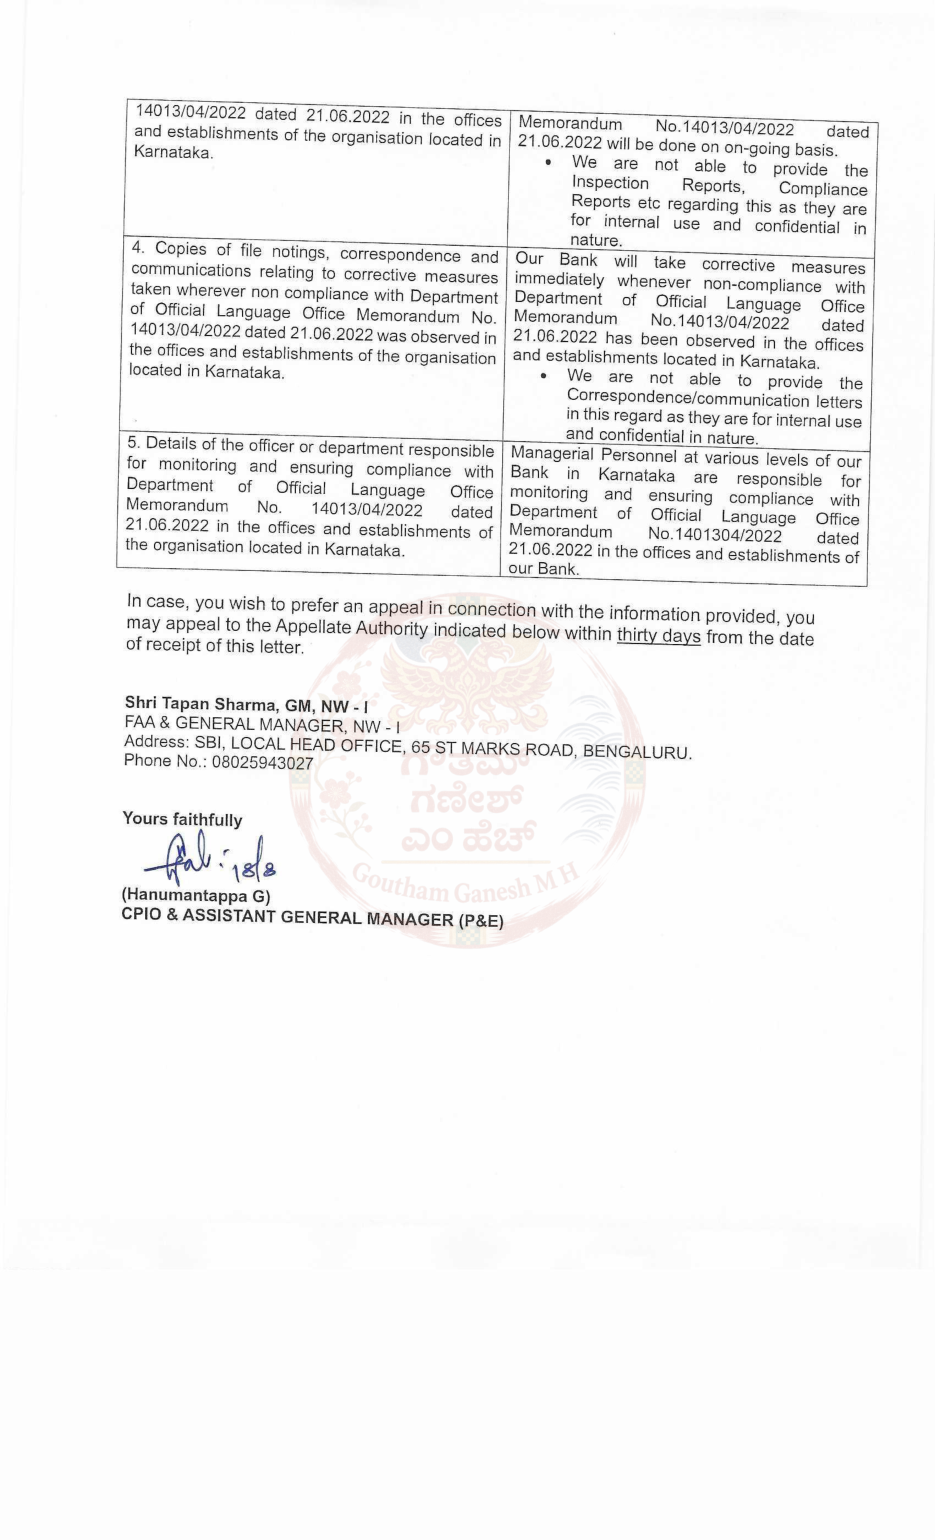 14013/04/2022 dated 21.06.2022 in the offices
and establishments of the organisation located in
Karnataka.
Memorandum No.14013/04/2022 dated
21.06.2022 will be done on on-going basis.
• We are not able to provide the
Inspection Reports, Compliance
Reports etc regarding this as they are
for internal use and confidential in
nature.
4. Copies of file notings, correspondence and
communications relating to corrective measures
taken wherever non compliance with Department
of Official Language Office Memorandum No.
14013/04/2022 dated 21.06.2022 was observed in
the offices and establishments of the organisation
located in Karnataka.
Our Bank will take corrective measures
immediately whenever non-compliance with
Department of Official Language Office
Memorandum No.14013/04/2022 dated
21.06.2022 has been observed in the offices
and establishments located in Karnataka.
• We are not able to provide the
Correspondence/communication letters
in this regard as they are for internal use
and confidential in nature.
5. Details of the officer or department responsible
for monitoring and ensuring compliance with
Department of Official Language Office
Memorandum No. 14013/04/2022 dated
21.06.2022 in the offices and establishments of
the organisation located in Karnataka.
Managerial Personnel at various levels of our
Bank in Karnataka are responsible for
monitoring and ensuring compliance with
Department of Official Language Office
Memorandum No.1401304/2022 dated
21.06.2022 in the offices and establishments of
our Bank.
In case, you wish to prefer an appeal in connection with the information provided, you
may appeal to the Appellate Authority indicated below within thirty days from the date
of receipt of this letter.
Shri Tapan Sharma, GM, NW - I
FAA & GENERAL MANAGER, NW - I
Address: SBI, LOCAL HEAD OFFICE, 65 ST MARKS ROAD, BENGALURU.
Phone No.: 08025943027
ಗೌತಮ್
ಗಣೇಶ್
ಎಂ ಹೆಚ್
Goutham Ganesh M H
Yours faithfully
18/8
(Hanumantappa G)
CPIO & ASSISTANT GENERAL MANAGER (P&E)